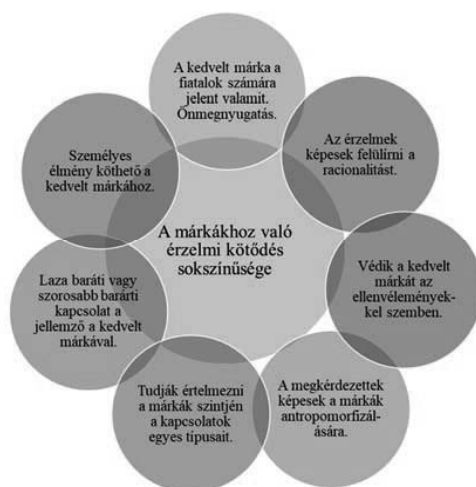 A kedvelt márka a
fiatalok számára
jelent valamit.
Önmegnyugatás.
Az érzelmek
képesek felülírni a
racionalitást.
Védik a kedvelt
márkát az
ellenvélemények-
kel szemben.
A megkérdezettek
képesek a márkák
antropomorfizál-
ására.
Tudják értelmezni
a márkák szintjén
a kapcsolatok
egyes típusait.
Laza baráti vagy
szorosabb barárti
kapcsolat a
jellemző a kedvelt
márkával.
Személyes
élmény köthető a
kedvelt márkához.
A márkákhoz való
érzelmi kötődés
sokszínűsége